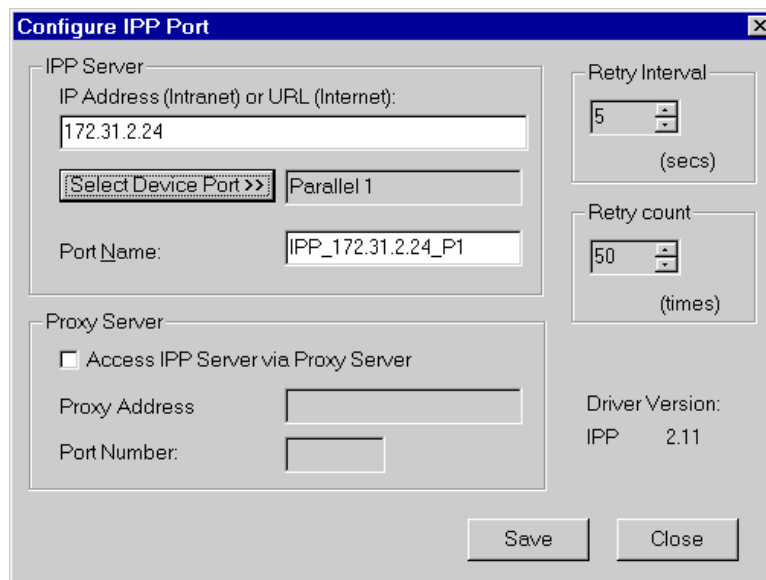 Configure IPP Port
IPP Server
IP Address (Intranet) or URL (Internet):
172.31.2.24
Select Device Port >> Parallel 1
Port Name: IPP_172.31.2.24_P1
Retry Interval
5
(secs)
Retry count
50
(times)
Proxy Server
Access IPP Server via Proxy Server
Proxy Address
Port Number:
Driver Version:
IPP 2.11
Save Close